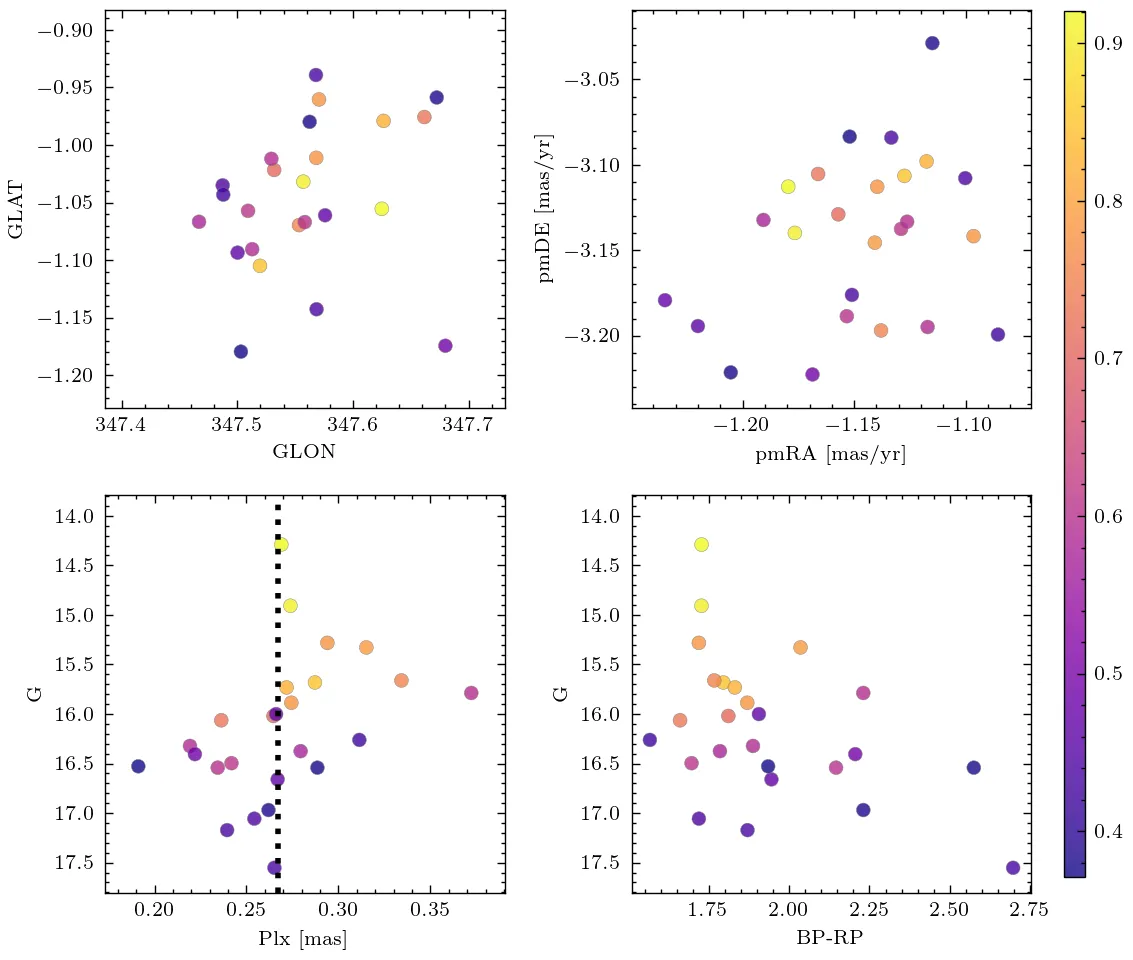 −0.90
−0.95
−1.00
−1.05
−1.10
−1.15
−1.20
GLAT
347.4 347.5 347.6 347.7
GLON
−3.05
−3.10
−3.15
−3.20
pmDE [mas/yr]
−1.20 −1.15 −1.10
pmRA [mas/yr]
14.0
14.5
15.0
15.5
16.0
16.5
17.0
17.5
G
0.20 0.25 0.30 0.35
Plx [mas]
14.0
14.5
15.0
15.5
16.0
16.5
17.0
17.5
G
1.75 2.00 2.25 2.50 2.75
BP-RP
0.9
0.8
0.7
0.6
0.5
0.4